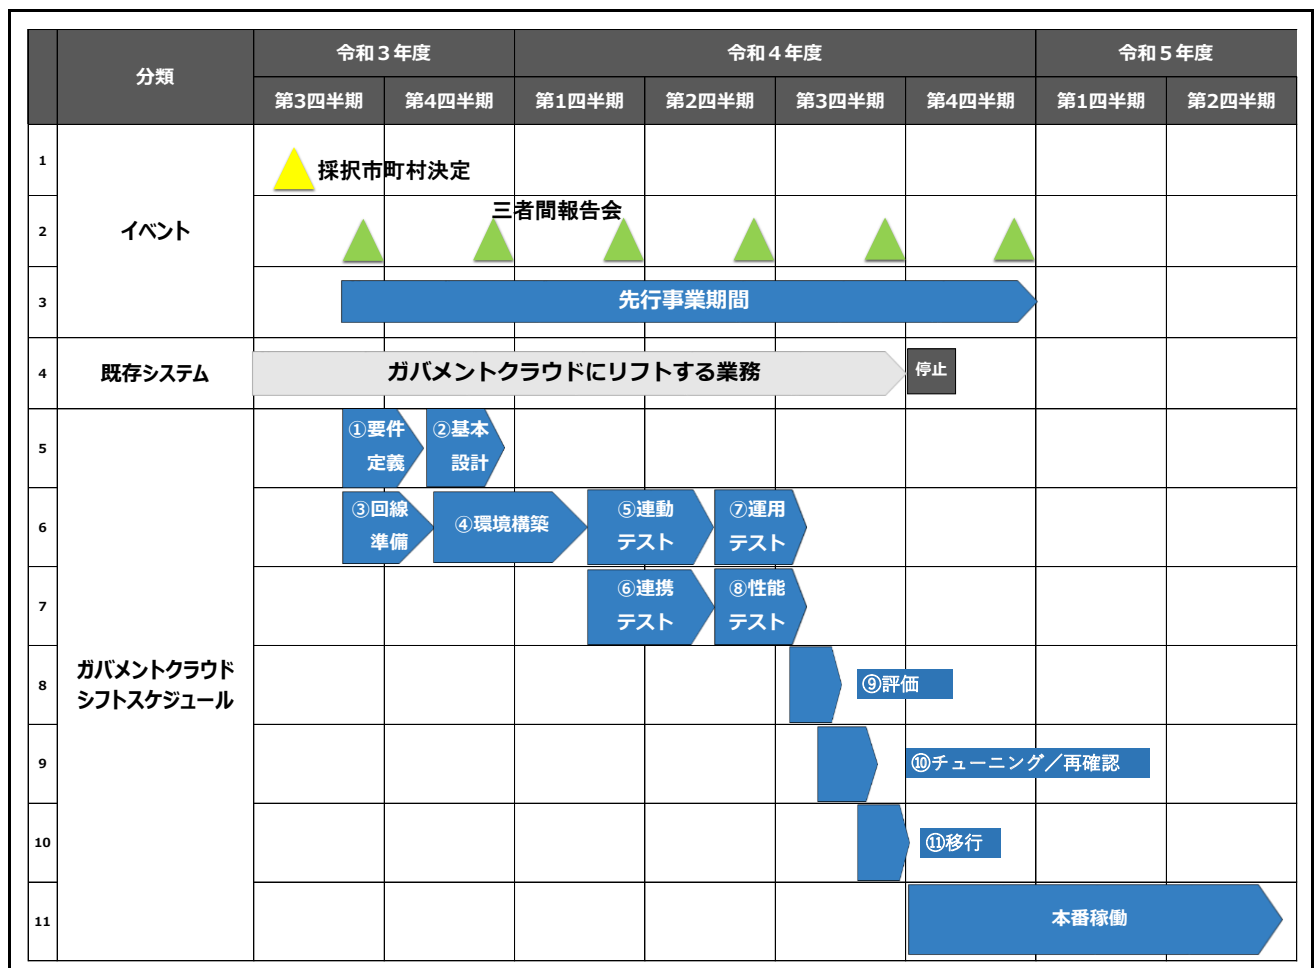 分類
令和３年度
令和４年度
令和５年度
第3四半期
第4四半期
第1四半期
第2四半期
第3四半期
第4四半期
第1四半期
第2四半期
1
採択市町村決定
イベント
2
三者間報告会
3
先行事業期間
4
既存システム
ガバメントクラウドにリフトする業務
停止
5
①要件
定義
②基本
設計
6
③回線
準備
④環境構築
⑤連動
テスト
⑦運用
テスト
7
⑥連携
テスト
⑧性能
テスト
ガバメントクラウド
シフトスケジュール
8
⑨評価
9
⑩チューニング／再確認
10
⑪移行
11
本番稼働